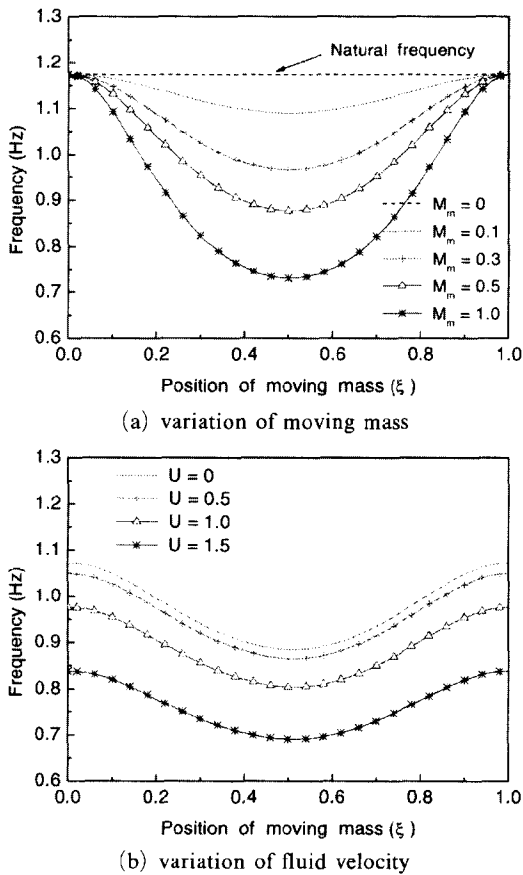 1.3
1.2
1.1
1.0
0.9
0.8
0.7
0.6
Frequency (Hz)
Natural frequency
M_m = 0
M_m = 0.1
M_m = 0.3
M_m = 0.5
M_m = 1.0
0.0 0.2 0.4 0.6 0.8 1.0
Position of moving mass (ξ)
(a) variation of moving mass
1.3
1.2
1.1
1.0
0.9
0.8
0.7
0.6
Frequency (Hz)
U = 0
U = 0.5
U = 1.0
U = 1.5
0.0 0.2 0.4 0.6 0.8 1.0
Position of moving mass (ξ)
(b) variation of fluid velocity